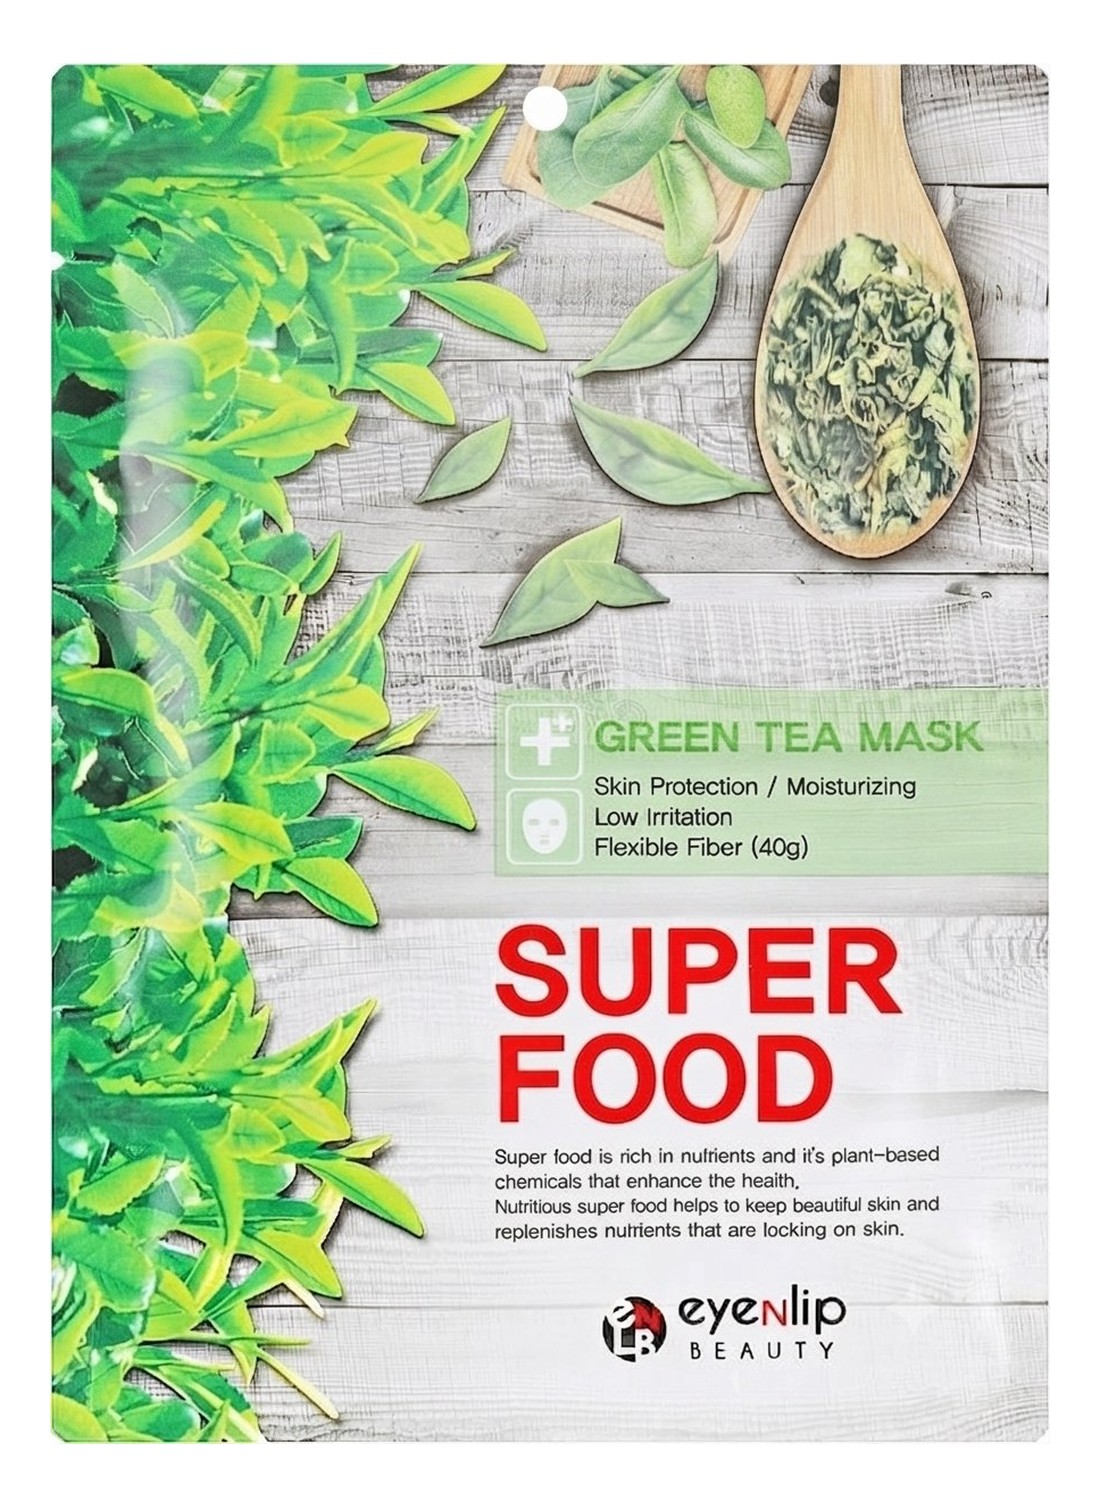 GREEN TEA MASK
Skin Protection / Moisturizing
Low Irritation
Flexible Fiber (40g)
SUPER
FOOD
Super food is rich in nutrients and it's plant-based
chemicals that enhance the health,
Nutritious super food helps to keep beautiful skin and
replenishes nutrients that are locking on skin.
eNLB
eyeNlip
BEAUTY